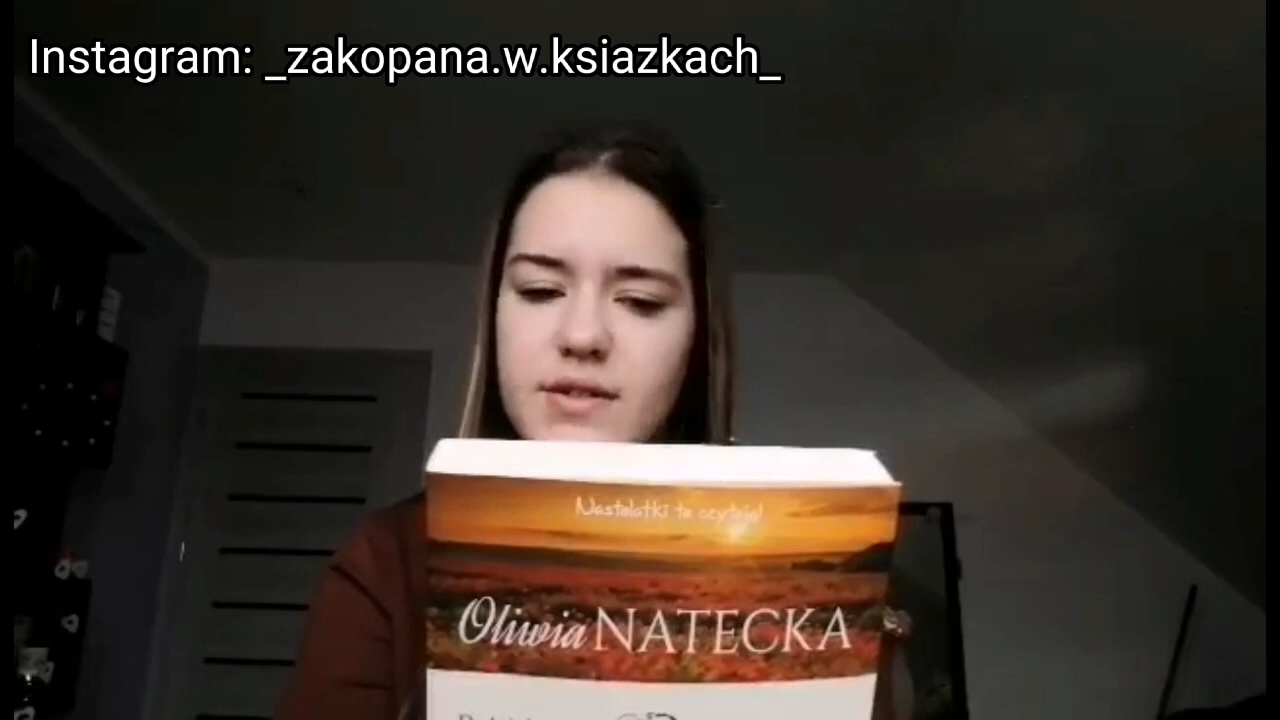 Instagram: _zakopana.w.ksiazkach_
Nastolatki to czytają!
Oliwia NATECKA